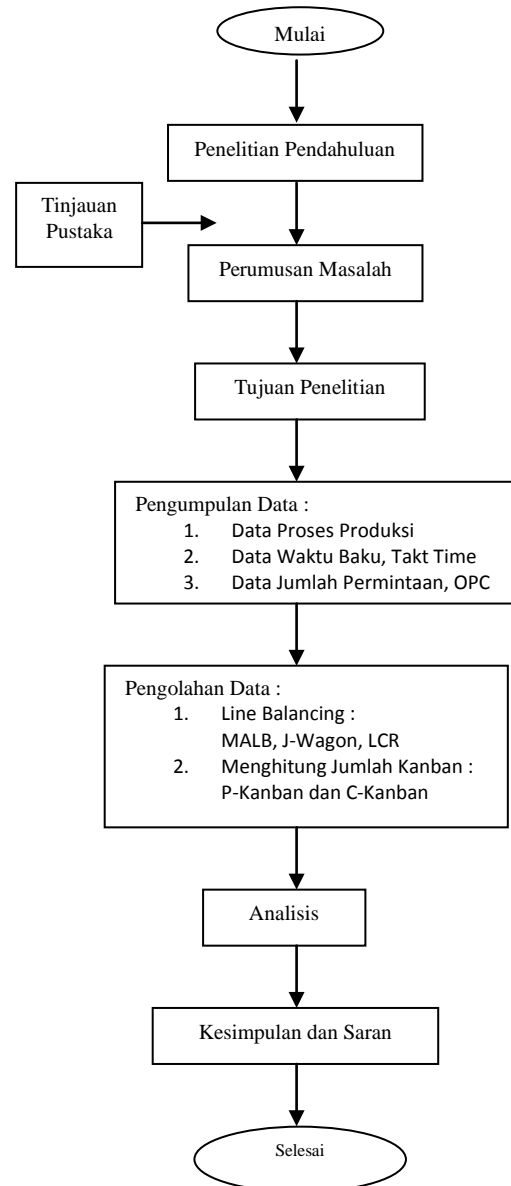 Mulai
Penelitian Pendahuluan
Tinjauan
Pustaka
Perumusan Masalah
Tujuan Penelitian
Pengumpulan Data :
1. Data Proses Produksi
2. Data Waktu Baku, Takt Time
3. Data Jumlah Permintaan, OPC
Pengolahan Data :
1. Line Balancing :
MALB, J-Wagon, LCR
2. Menghitung Jumlah Kanban :
P-Kanban dan C-Kanban
Analisis
Kesimpulan dan Saran
Selesai